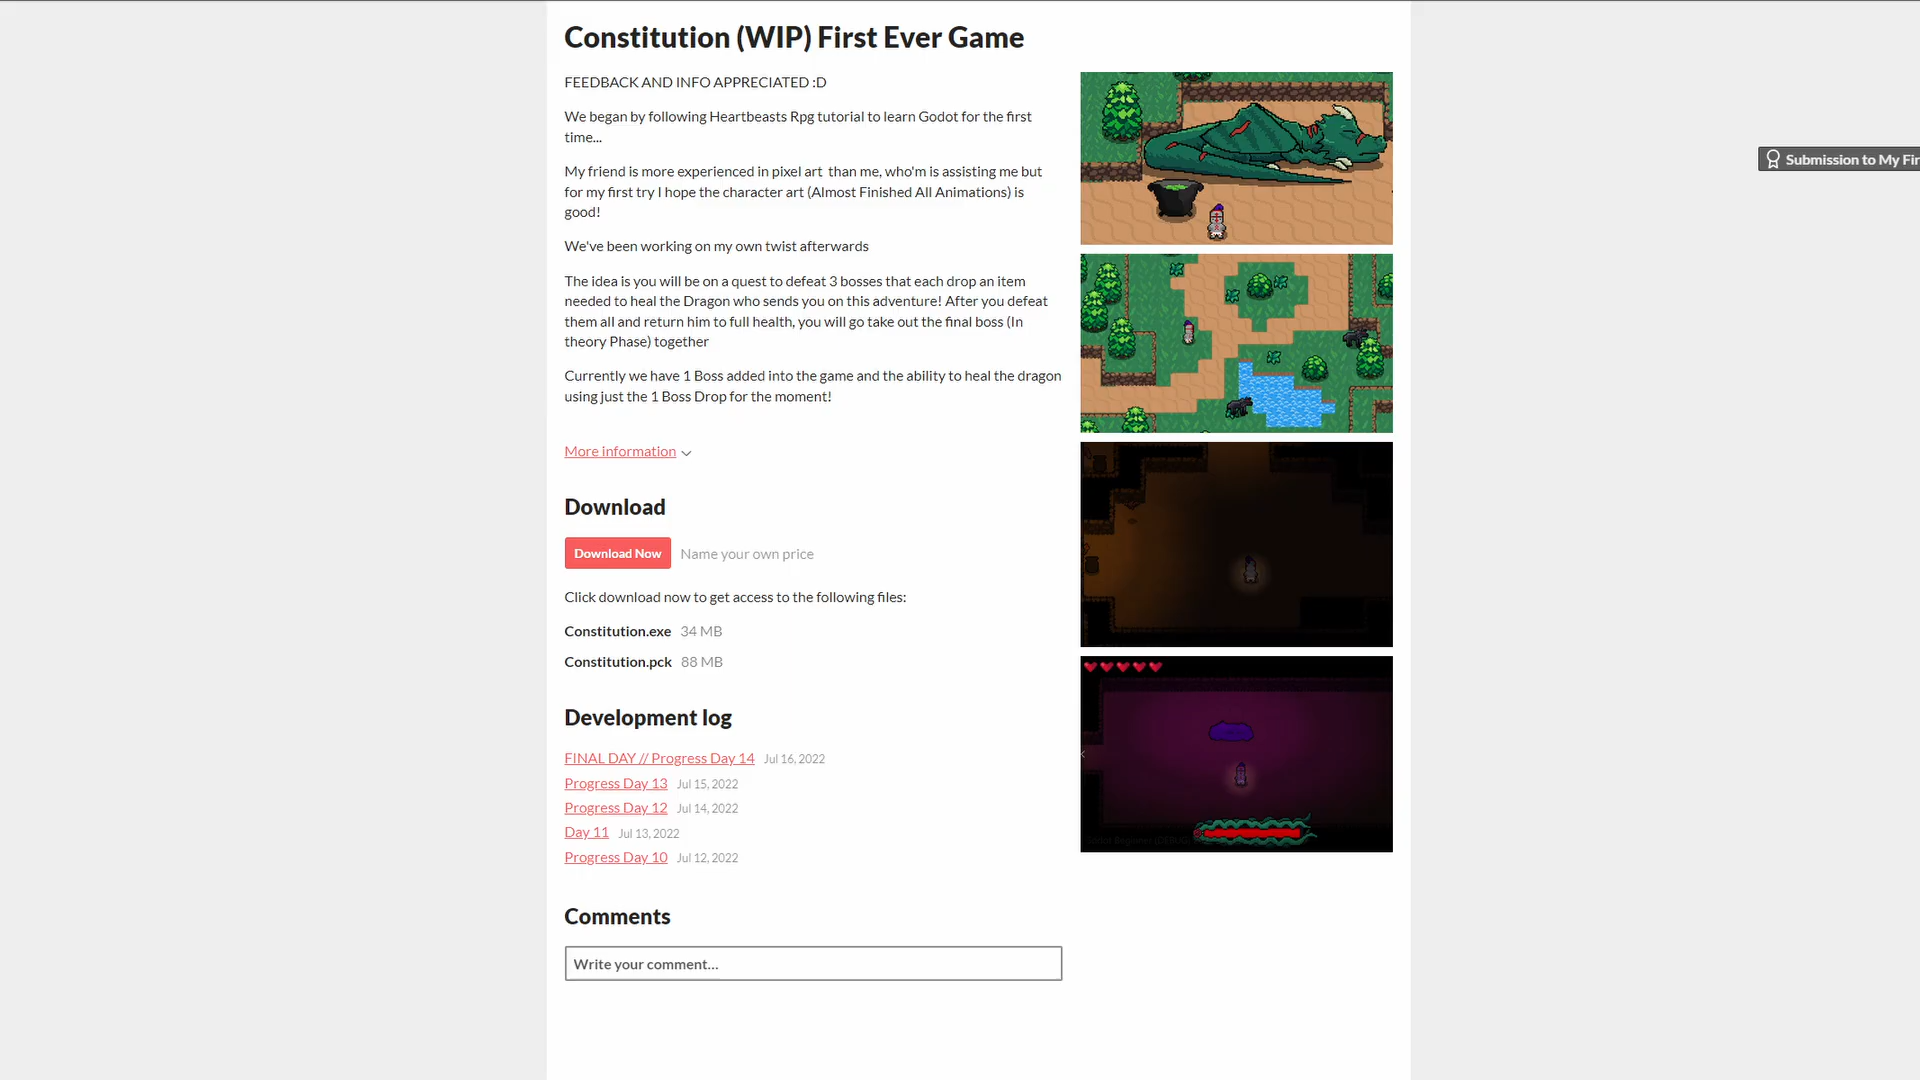 Constitution (WIP) First Ever Game
FEEDBACK AND INFO APPRECIATED :D
We began by following Heartbeasts Rpg tutorial to learn Godot for the first
time...
My friend is more experienced in pixel art than me, who'm is assisting me but
for my first try I hope the character art (Almost Finished All Animations) is
good!
We've been working on my own twist afterwards
The idea is you will be on a quest to defeat 3 bosses that each drop an item
needed to heal the Dragon who sends you on this adventure! After you defeat
them all and return him to full health, you will go take out the final boss (In
theory Phase) together
Currently we have 1 Boss added into the game and the ability to heal the dragon
using just the 1 Boss Drop for the moment!
More information
Download
Download Now Name your own price
Click download now to get access to the following files:
Constitution.exe 34 MB
Constitution.pck 88 MB
Development log
FINAL DAY // Progress Day 14 Jul 16, 2022
Progress Day 13 Jul 15, 2022
Progress Day 12 Jul 14, 2022
Day 11 Jul 13, 2022
Progress Day 10 Jul 12, 2022
Comments
Write your comment...
Submission to My Fir